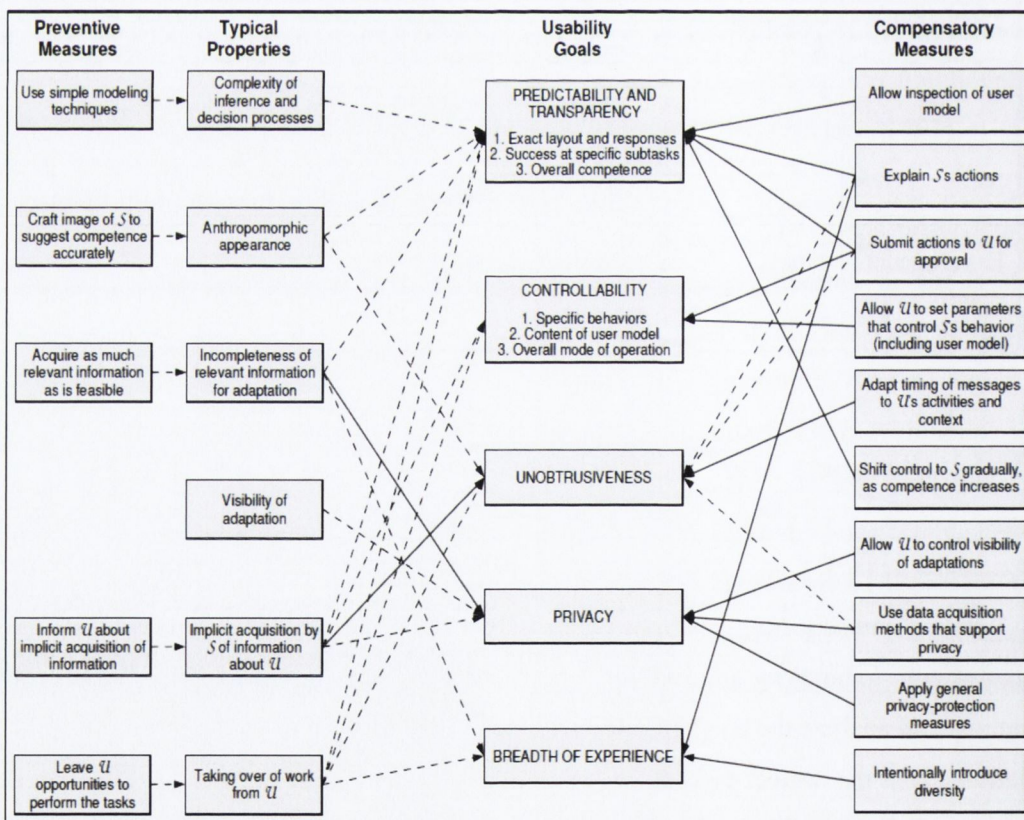 Preventive
Measures
Typical
Properties
Usability
Goals
Compensatory
Measures
Use simple modeling
techniques
Craft image of 𝒮 to
suggest competence
accurately
Acquire as much
relevant information
as is feasible
Inform 𝒰 about
implicit acquisition of
information
Leave 𝒰
opportunities to
perform the tasks
Complexity of
inference and
decision processes
Anthropomorphic
appearance
Incompleteness of
relevant information
for adaptation
Visibility of
adaptation
Implicit acquisition by
𝒮 of information
about 𝒰
Taking over of work
from 𝒰
PREDICTABILITY AND
TRANSPARENCY
1. Exact layout and responses
2. Success at specific subtasks
3. Overall competence
CONTROLLABILITY
1. Specific behaviors
2. Content of user model
3. Overall mode of operation
UNOBTRUSIVENESS
PRIVACY
BREADTH OF EXPERIENCE
Allow inspection of user
model
Explain 𝒮s actions
Submit actions to 𝒰 for
approval
Allow 𝒰 to set parameters
that control 𝒮s behavior
(including user model)
Adapt timing of messages
to 𝒰's activities and
context
Shift control to 𝒮 gradually,
as competence increases
Allow 𝒰 to control visibility
of adaptations
Use data acquisition
methods that support
privacy
Apply general
privacy-protection
measures
Intentionally introduce
diversity